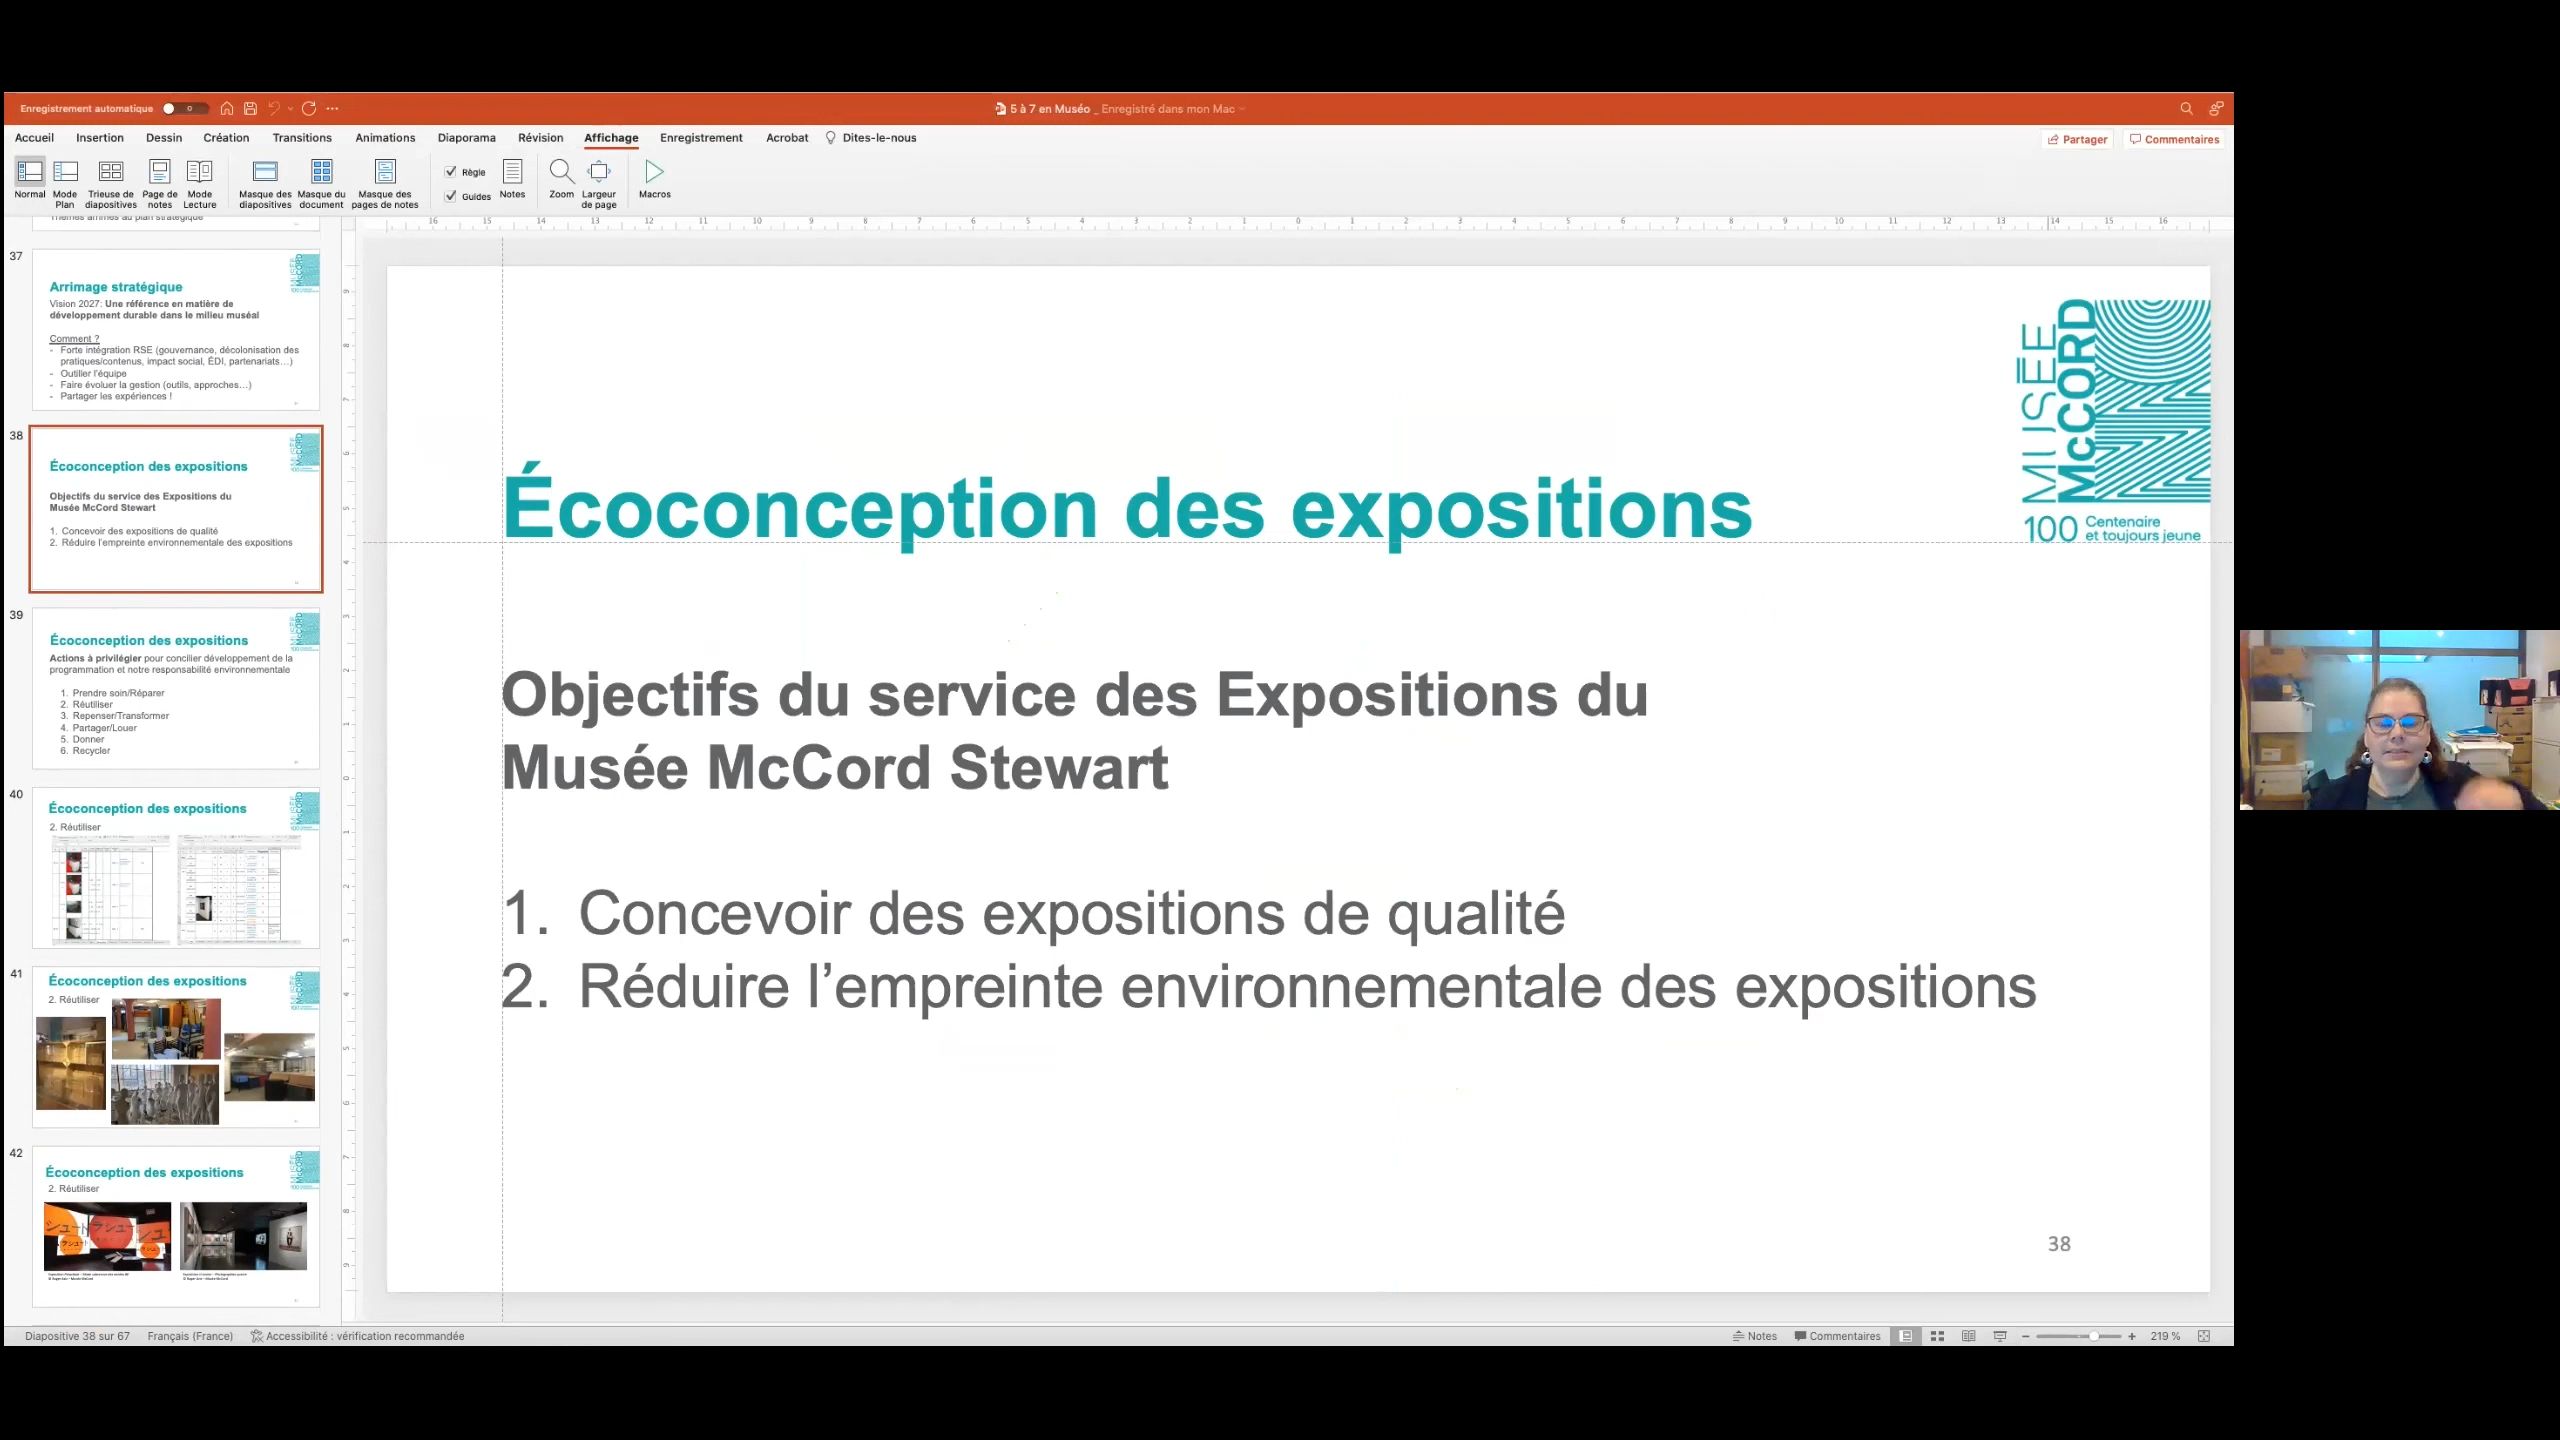 Enregistrement automatique
5 à 7 en Muséo _ Enregistré dans mon Mac
Accueil Insertion Dessin Création Transitions Animations Diaporama Révision Affichage Enregistrement Acrobat Dites-le-nous Partager Commentaires
Normal
Mode Plan
Trieuse de diapositives
Page de notes
Mode Lecture
Masque des diapositives
Masque du document
Masque des pages de notes
Règle
Guides
Notes
Zoom
Largeur de page
Macros
Thèmes arrimés au plan stratégique
37
Arrimage stratégique
Vision 2027: Une référence en matière de
développement durable dans le milieu muséal
Comment ?
- Forte intégration RSE (gouvernance, décolonisation des
pratiques/contenus, impact social, ÉDI, partenariats…)
- Outiller l'équipe
- Faire évoluer la gestion (outils, approches…)
- Partager les expériences !
38
Écoconception des expositions
Objectifs du service des Expositions du
Musée McCord Stewart
1. Concevoir des expositions de qualité
2. Réduire l'empreinte environnementale des expositions
39
Écoconception des expositions
Actions à privilégier pour concilier développement de la
programmation et notre responsabilité environnementale
1. Prendre soin/Réparer
2. Réutiliser
3. Repenser/Transformer
4. Partager/Louer
5. Donner
6. Recycler
40
Écoconception des expositions
2. Réutiliser
41
Écoconception des expositions
2. Réutiliser
42
Écoconception des expositions
2. Réutiliser
MUSÉE
McCORD
100 Centenaire
et toujours jeune
Écoconception des expositions
Objectifs du service des Expositions du
Musée McCord Stewart
1. Concevoir des expositions de qualité
2. Réduire l’empreinte environnementale des expositions
38
Diapositive 38 sur 67 Français (France) Accessibilité : vérification recommandée Notes Commentaires 219 %